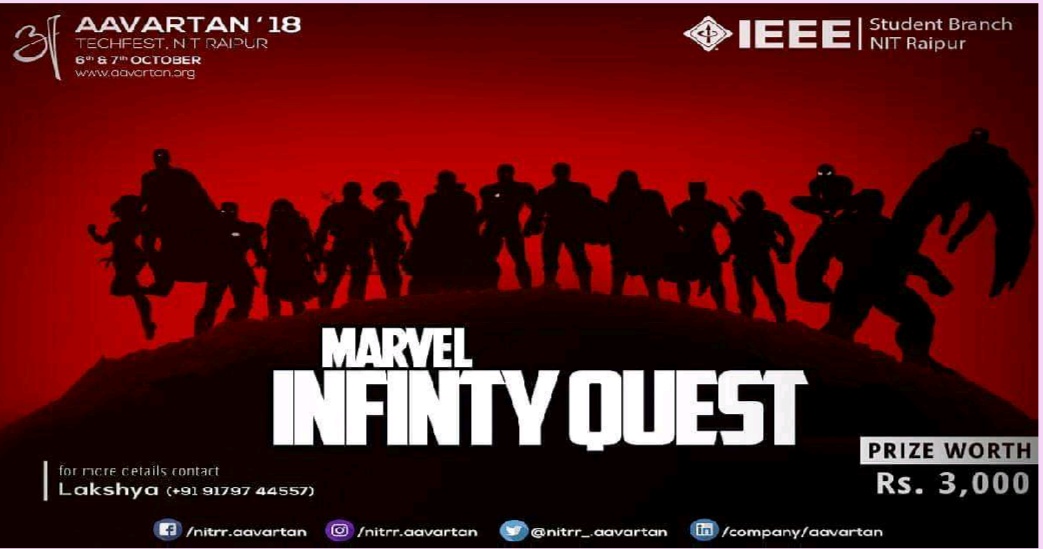 AAVARTAN '18
TECHFEST, NIT RAIPUR
6th & 7th OCTOBER
www.aavartan.org
IEEE
Student Branch
NIT Raipur
MARVEL
INFINTY QUEST
PRIZE WORTH
Rs. 3,000
for more details contact
Lakshya (+91 91797 44557)
/nitrr.aavartan
/nitrr.aavartan
@nitrr_.aavartan
/company/aavartan